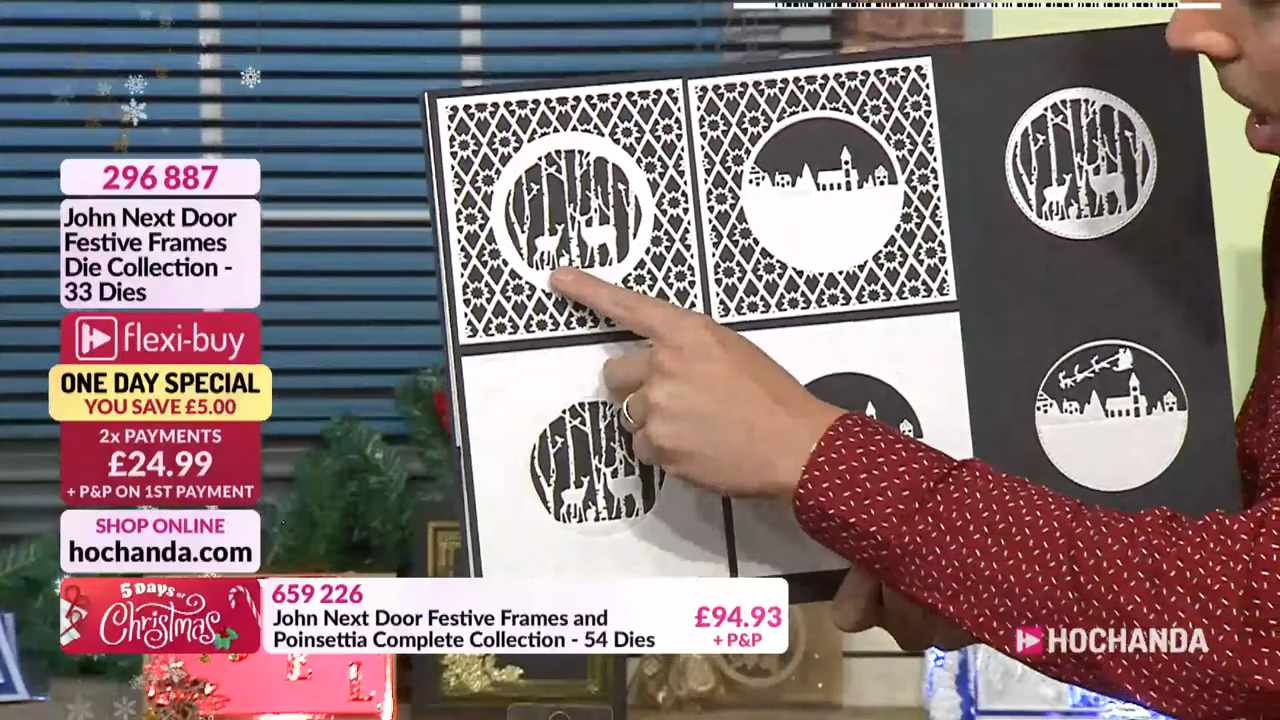 296 887
John Next Door
Festive Frames
Die Collection -
33 Dies
flexi-buy
ONE DAY SPECIAL
YOU SAVE £5.00
2x PAYMENTS
£24.99
+ P&P ON 1ST PAYMENT
SHOP ONLINE
hochanda.com
5 Days of
Christmas
659 226
John Next Door Festive Frames and
Poinsettia Complete Collection - 54 Dies
£94.93
+ P&P
HOCHANDA